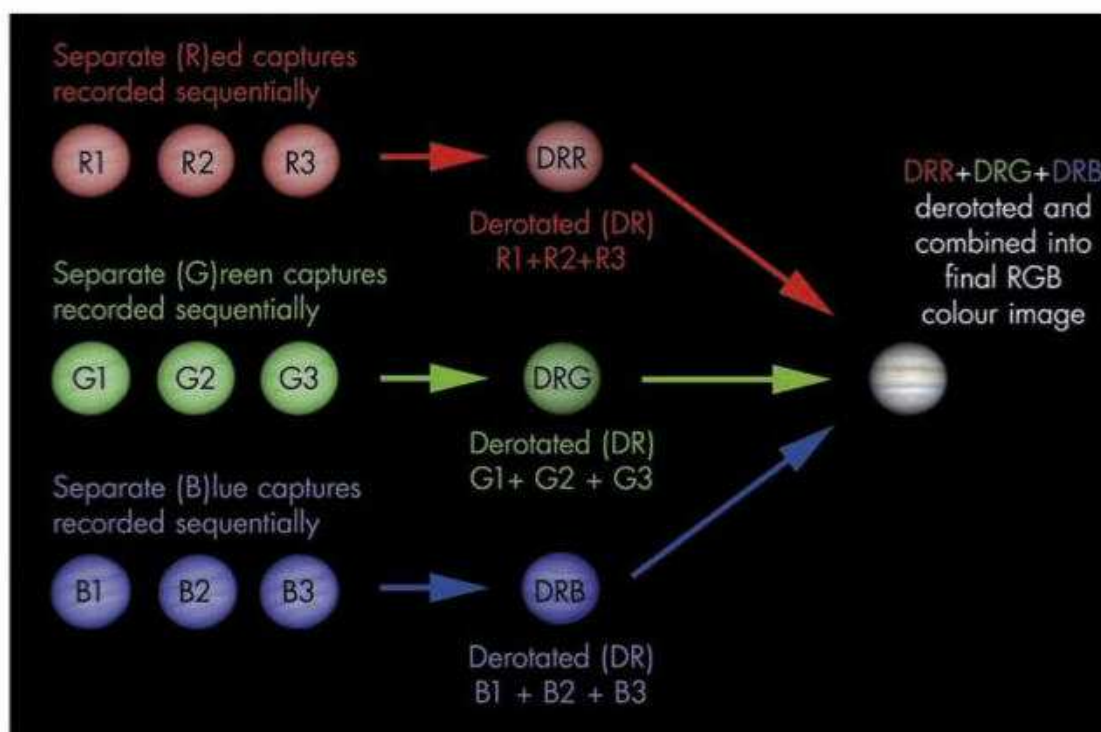 Separate (R)ed captures
recorded sequentially
R1 R2 R3
DRR
Derotated (DR)
R1+R2+R3
Separate (G)reen captures
recorded sequentially
G1 G2 G3
DRG
Derotated (DR)
G1+ G2 + G3
Separate (B)lue captures
recorded sequentially
B1 B2 B3
DRB
Derotated (DR)
B1 + B2 + B3
DRR+DRG+DRB
derotated and
combined into
final RGB
colour image